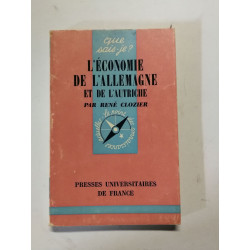 que
sais-je?
L'ÉCONOMIE
DE L'ALLEMAGNE
ET DE L'AUTRICHE
PAR RENÉ CLOZIER
PRESSES UNIVERSITAIRES
DE FRANCE